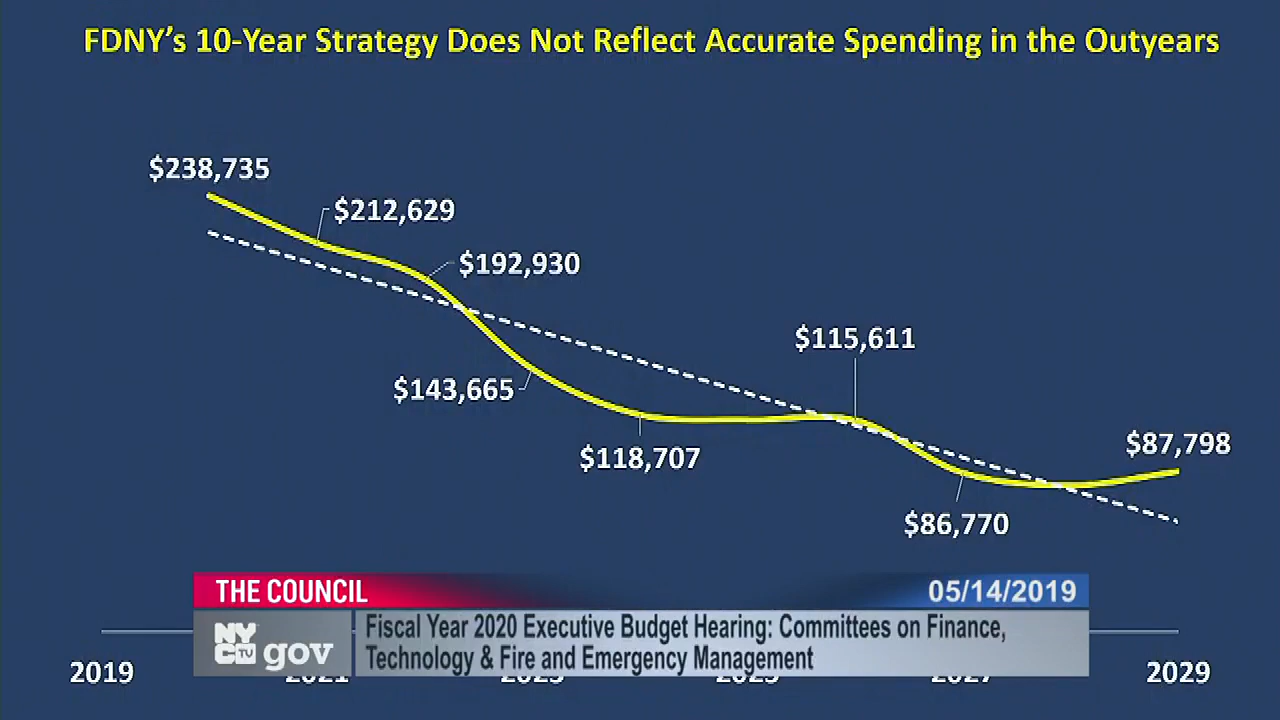 FDNY’s 10-Year Strategy Does Not Reflect Accurate Spending in the Outyears
$238,735
$212,629
$192,930
$143,665
$118,707
$115,611
$86,770
$87,798
THE COUNCIL
05/14/2019
NYC TV gov
Fiscal Year 2020 Executive Budget Hearing: Committees on Finance,
Technology & Fire and Emergency Management
2019
2029